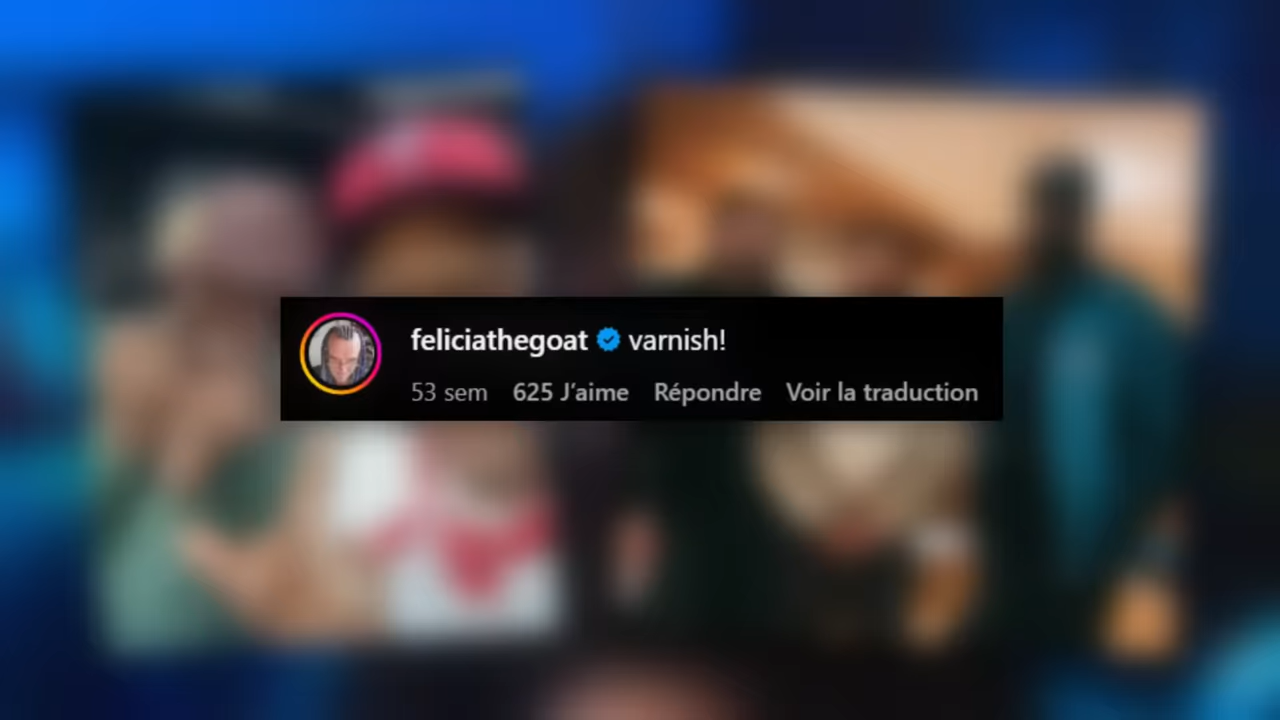 feliciathegoat varnish!
53 sem 625 J’aime Répondre Voir la traduction